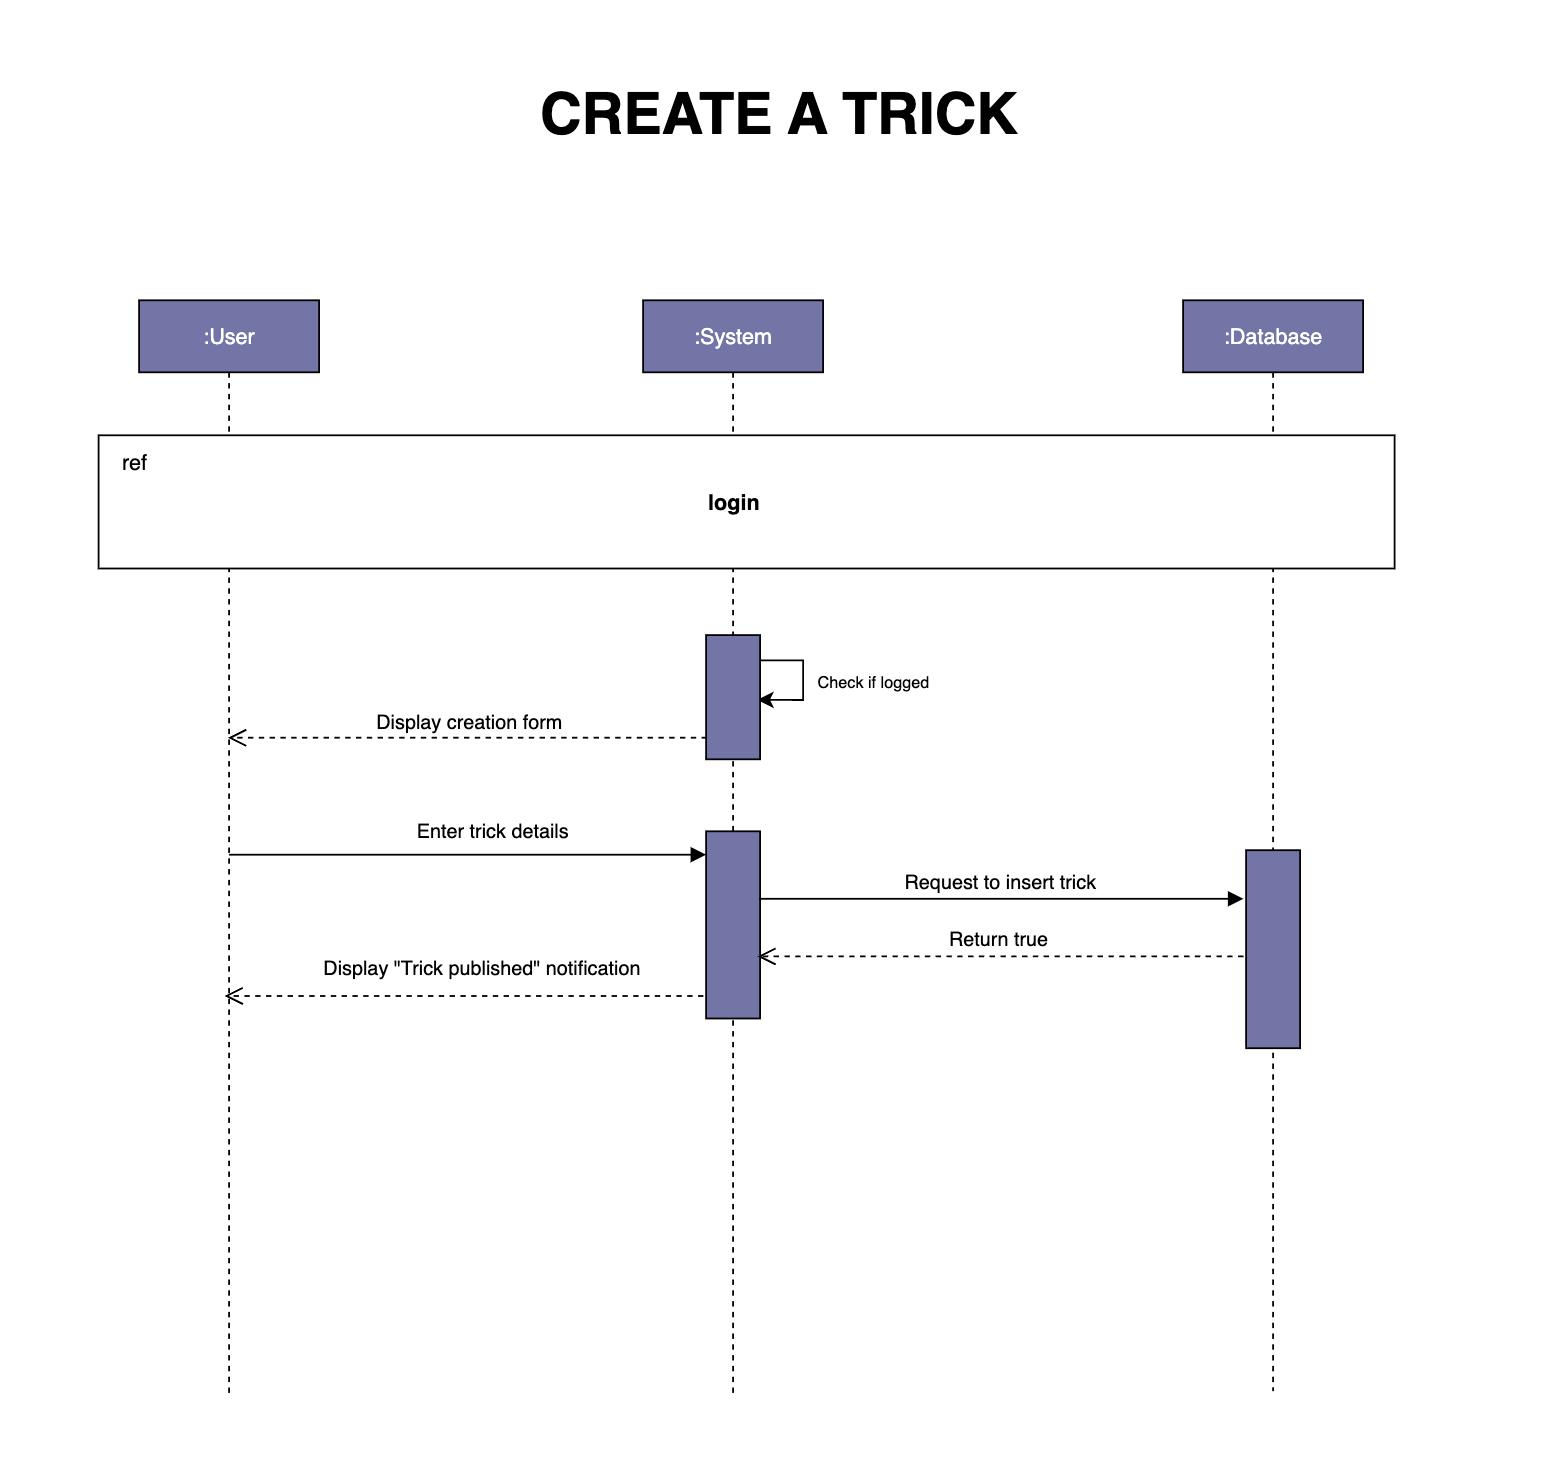 CREATE A TRICK
:User
:System
:Database
ref
login
Check if logged
Display creation form
Enter trick details
Request to insert trick
Return true
Display "Trick published" notification